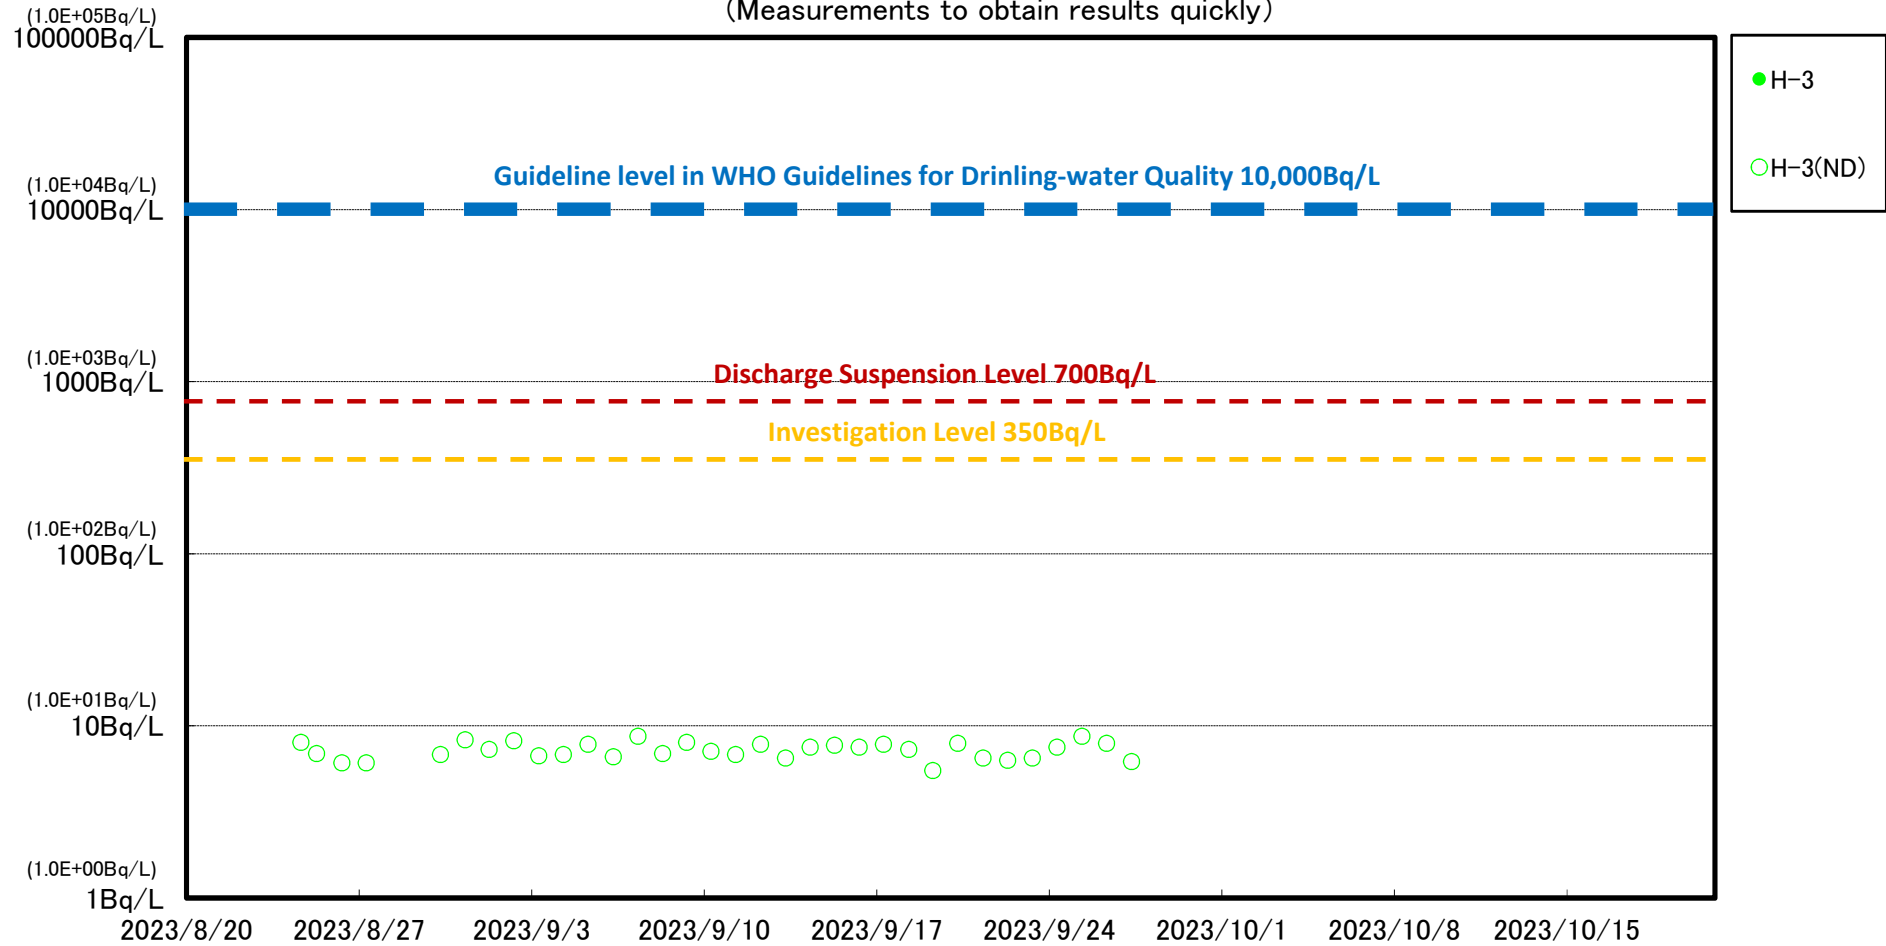 (Measurements to obtain results quickly)
(1.0E+05Bq/L)
100000Bq/L
H-3
H-3(ND)
Guideline level in WHO Guidelines for Drinling-water Quality 10,000Bq/L
(1.0E+04Bq/L)
10000Bq/L
(1.0E+03Bq/L)
1000Bq/L
Discharge Suspension Level 700Bq/L
Investigation Level 350Bq/L
(1.0E+02Bq/L)
100Bq/L
(1.0E+01Bq/L)
10Bq/L
(1.0E+00Bq/L)
1Bq/L
2023/8/20 2023/8/27 2023/9/3 2023/9/10 2023/9/17 2023/9/24 2023/10/1 2023/10/8 2023/10/15